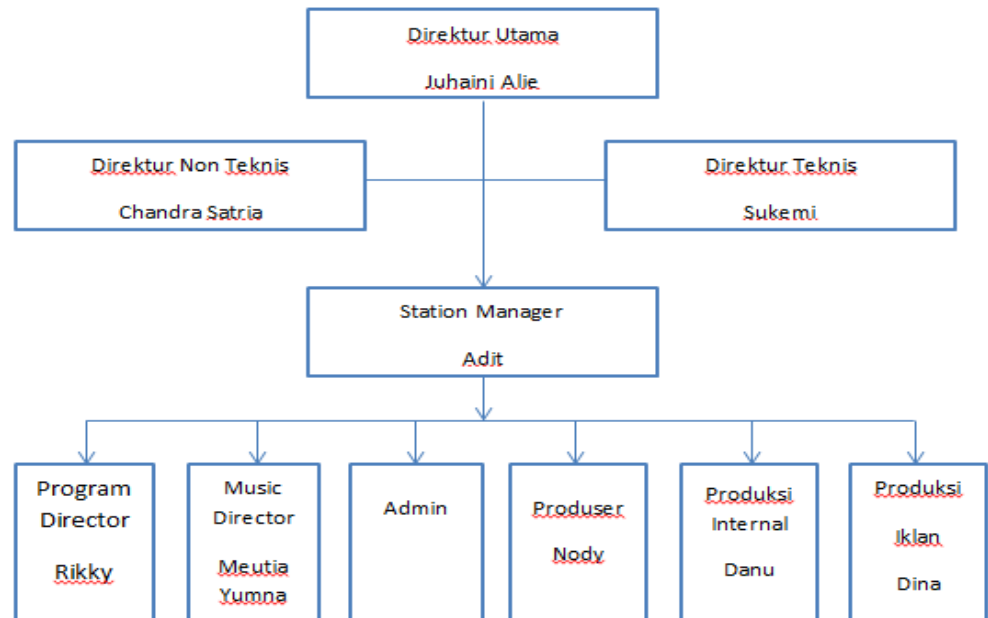 Direktur Utama
Juhaini Alie
Direktur Non Teknis
Chandra Satria
Direktur Teknis
Sukemi
Station Manager
Adit
Program
Director
Rikky
Music
Director
Meutia
Yumna
Admin
Produser
Nody
Produksi
Internal
Danu
Produksi
Iklan
Dina